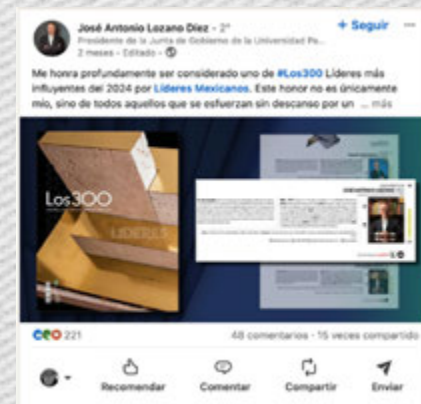 José Antonio Lozano Díez - 2º
+ Seguir
Presidente de la Junta de Gobierno de la Universidad Pa...
2 meses - Editado -
Me honra profundamente ser considerado uno de #Los300 Líderes más
influyentes del 2024 por Líderes Mexicanos. Este honor no es únicamente
mío, sino de todos aquellos que se esfuerzan sin descanso por un ... más
Los300
LIDERES
221
48 comentarios - 15 veces compartido
Recomendar
Comentar
Compartir
Enviar